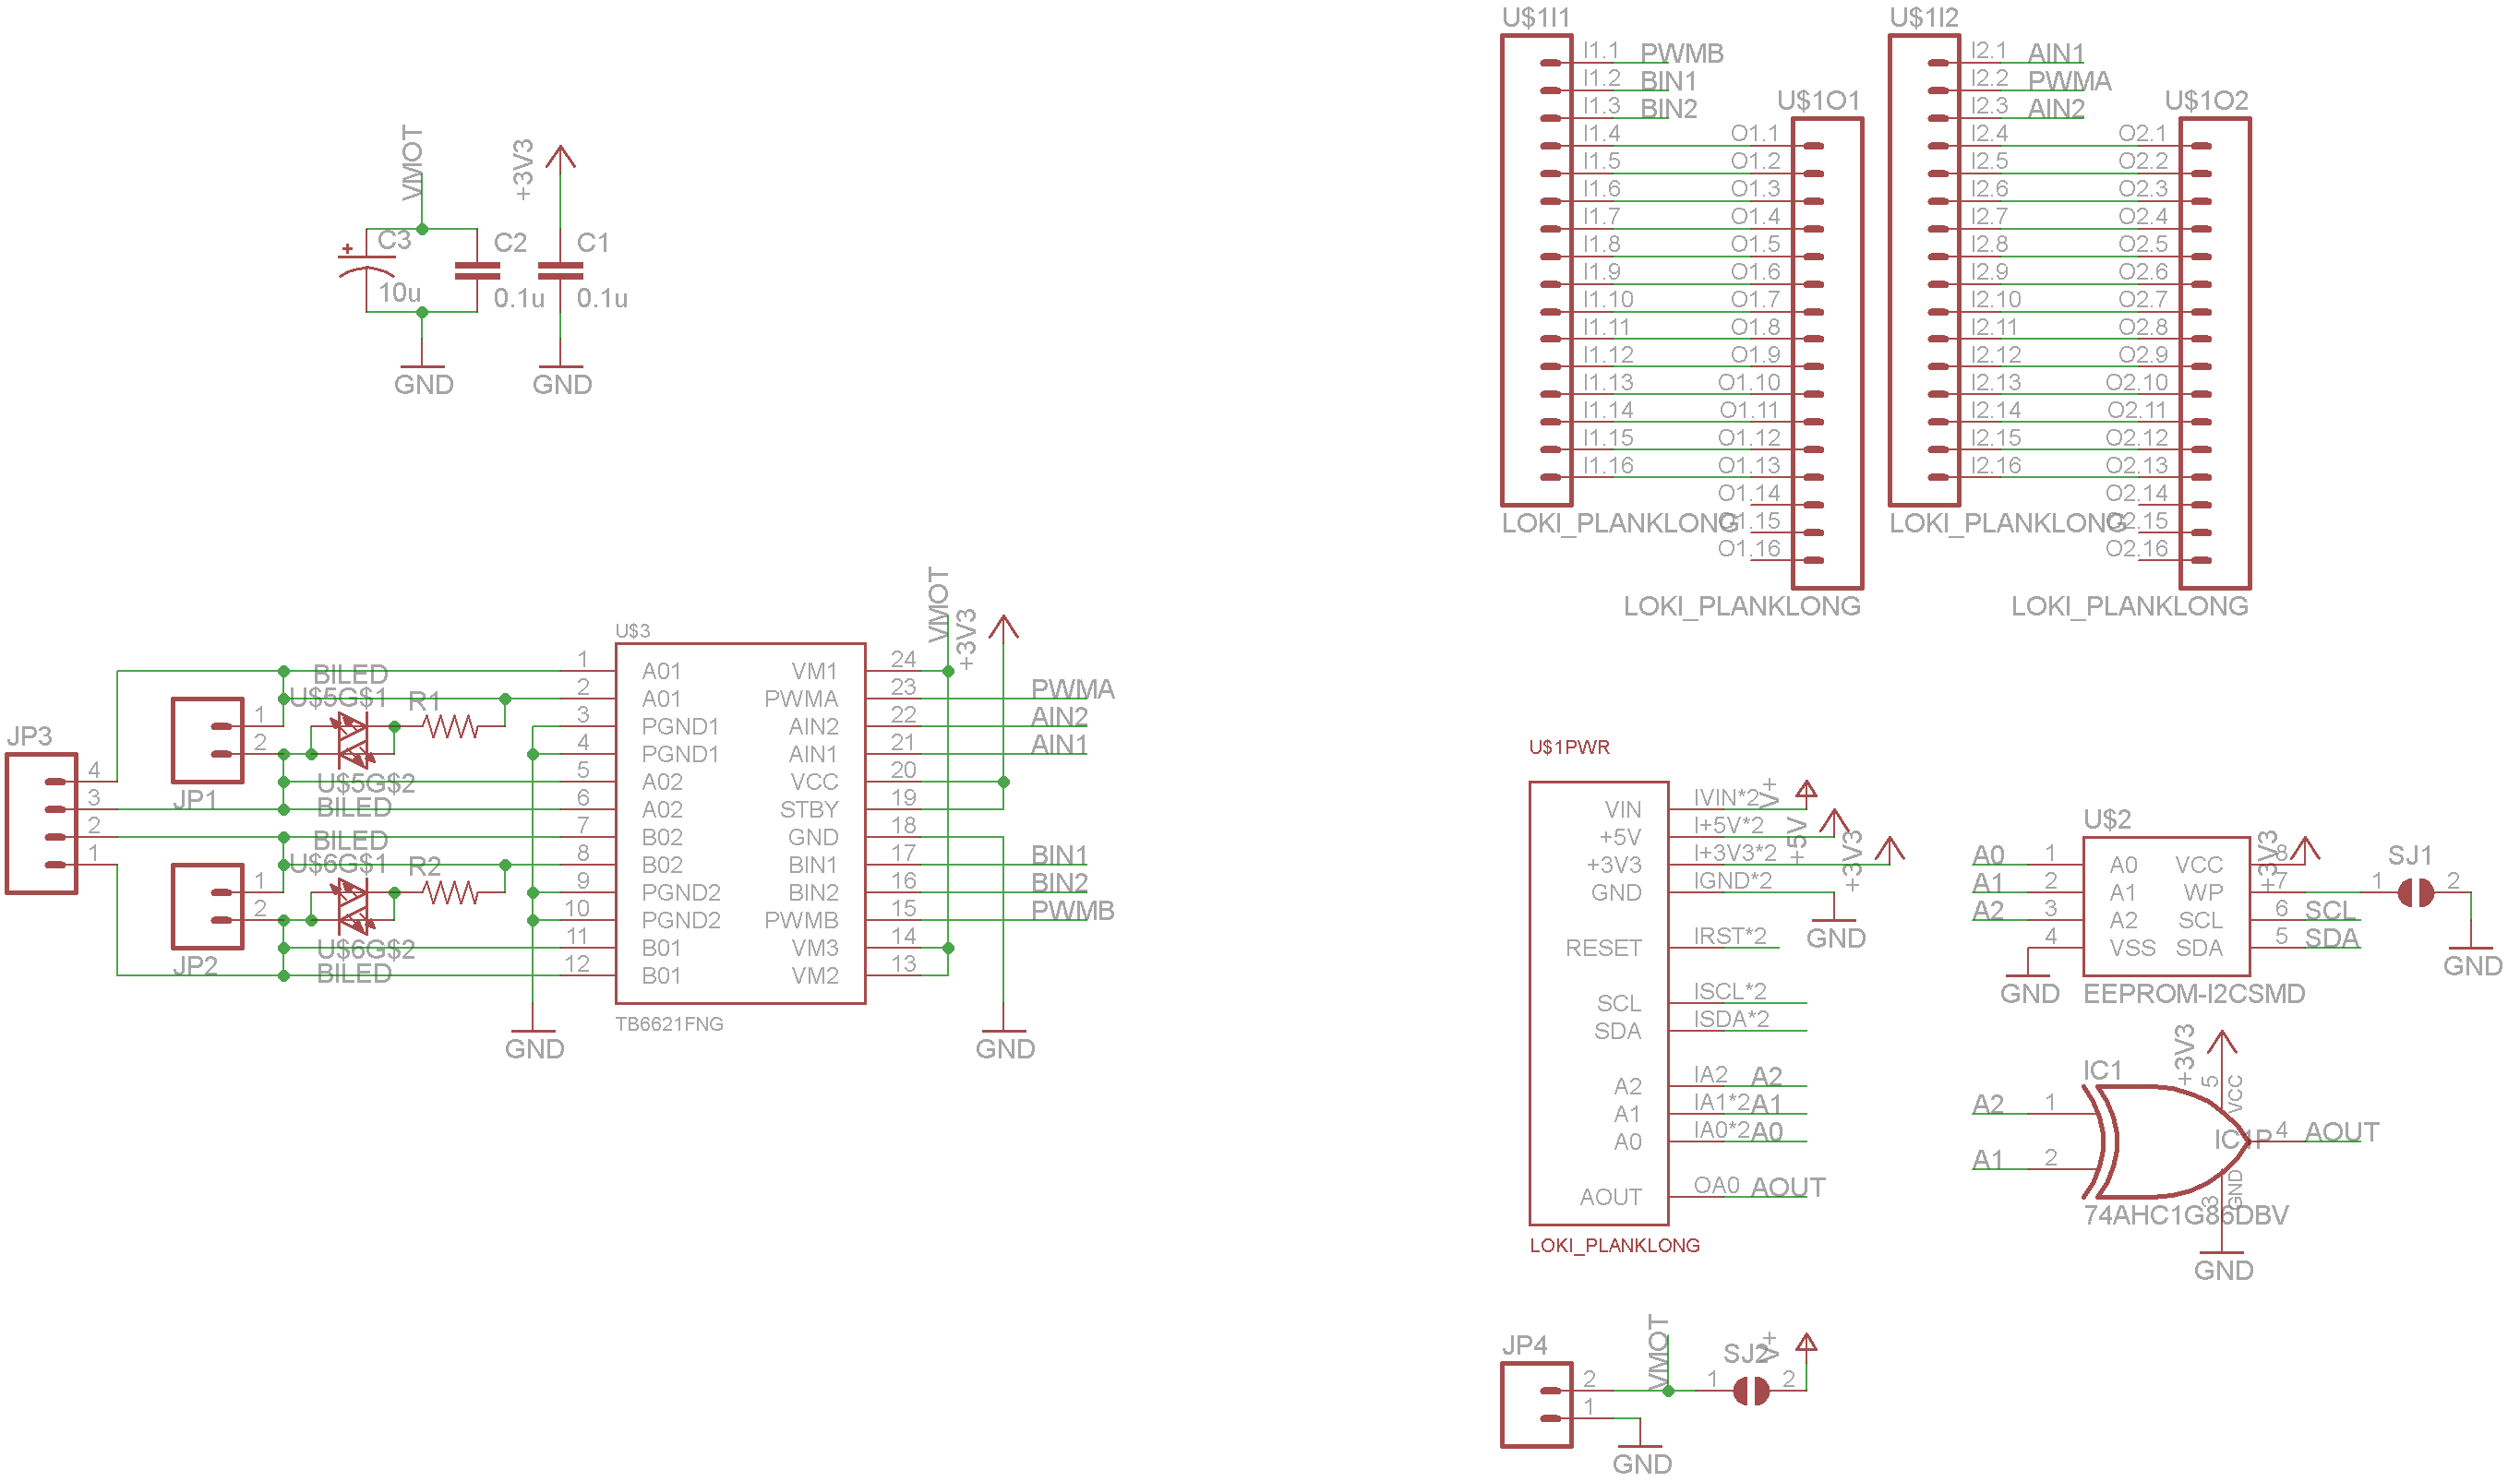 VMOT
+3V3
+
C3
10u
C2
0.1u
C1
0.1u
GND
GND
U$1I1
I1.1 PWMB
I1.2 BIN1
I1.3 BIN2
I1.4
I1.5
I1.6
I1.7
I1.8
I1.9
I1.10
I1.11
I1.12
I1.13
I1.14
I1.15
I1.16
LOKI_PLANKLONG
U$1O1
O1.1
O1.2
O1.3
O1.4
O1.5
O1.6
O1.7
O1.8
O1.9
O1.10
O1.11
O1.12
O1.13
O1.14
O1.15
O1.16
LOKI_PLANKLONG
U$1I2
I2.1 AIN1
I2.2 PWMA
I2.3 AIN2
I2.4
I2.5
I2.6
I2.7
I2.8
I2.9
I2.10
I2.11
I2.12
I2.13
I2.14
I2.15
I2.16
LOKI_PLANKLONG
U$1O2
O2.1
O2.2
O2.3
O2.4
O2.5
O2.6
O2.7
O2.8
O2.9
O2.10
O2.11
O2.12
O2.13
O2.14
O2.15
O2.16
LOKI_PLANKLONG
JP3
4
3
2
1
JP1
1
2
BILED
U$5G$1
R1
U$5G$2
BILED
JP2
1
2
BILED
U$6G$1
R2
U$6G$2
BILED
U$3
1 A01
2 A01
3 PGND1
4 PGND1
5 A02
6 A02
7 B02
8 B02
9 PGND2
10 PGND2
11 B01
12 B01
VM1 24
PWMA 23 PWMA
AIN2 22 AIN2
AIN1 21 AIN1
VCC 20
STBY 19
GND 18
BIN1 17 BIN1
BIN2 16 BIN2
PWMB 15 PWMB
VM3 14
VM2 13
TB6621FNG
VMOT
+3V3
GND
GND
U$1PWR
VIN IVIN*2 V+
+5V I+5V*2 +5V
+3V3 I+3V3*2 +3V3
GND IGND*2
GND
RESET IRST*2
SCL ISCL*2
SDA ISDA*2
A2 IA2 A2
A1 IA1*2 A1
A0 IA0*2 A0
AOUT OA0 AOUT
LOKI_PLANKLONG
U$2
A0 1 A0
A1 2 A1
A2 3 A2
4 VSS
GND
VCC 8 +3V3
WP 7
SCL 6 SCL
SDA 5 SDA
EEPROM-I2CSMD
SJ1
1 2
GND
IC1
+3V3
5 VCC
A2 1
A1 2
IC1P
4 AOUT
3 GND
74AHC1G86DBV
GND
JP4
2
1
VMOT
SJ2
1 2
V+
GND